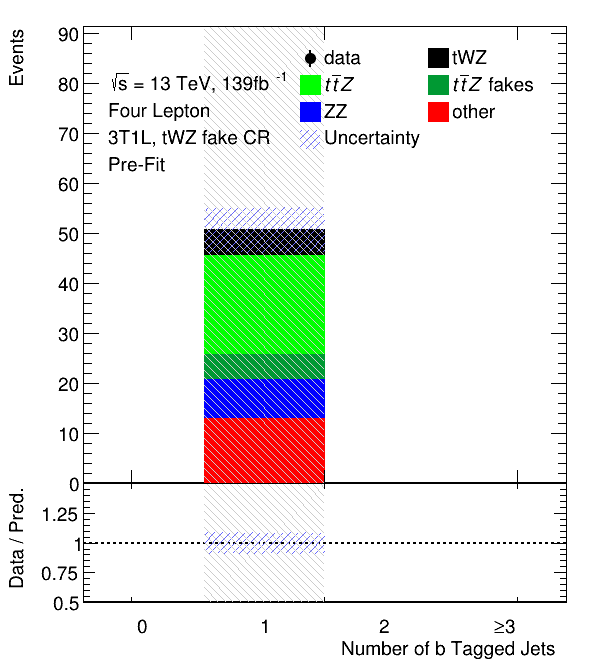 Events
90
80
70
60
50
40
30
20
10
0
√s = 13 TeV, 139fb⁻¹
Four Lepton
3T1L, tWZ fake CR
Pre-Fit
data
tWZ
tt̄Z
tt̄Z fakes
ZZ
other
Uncertainty
Data / Pred.
1.25
1
0.75
0.5
0
1
2
≥3
Number of b Tagged Jets